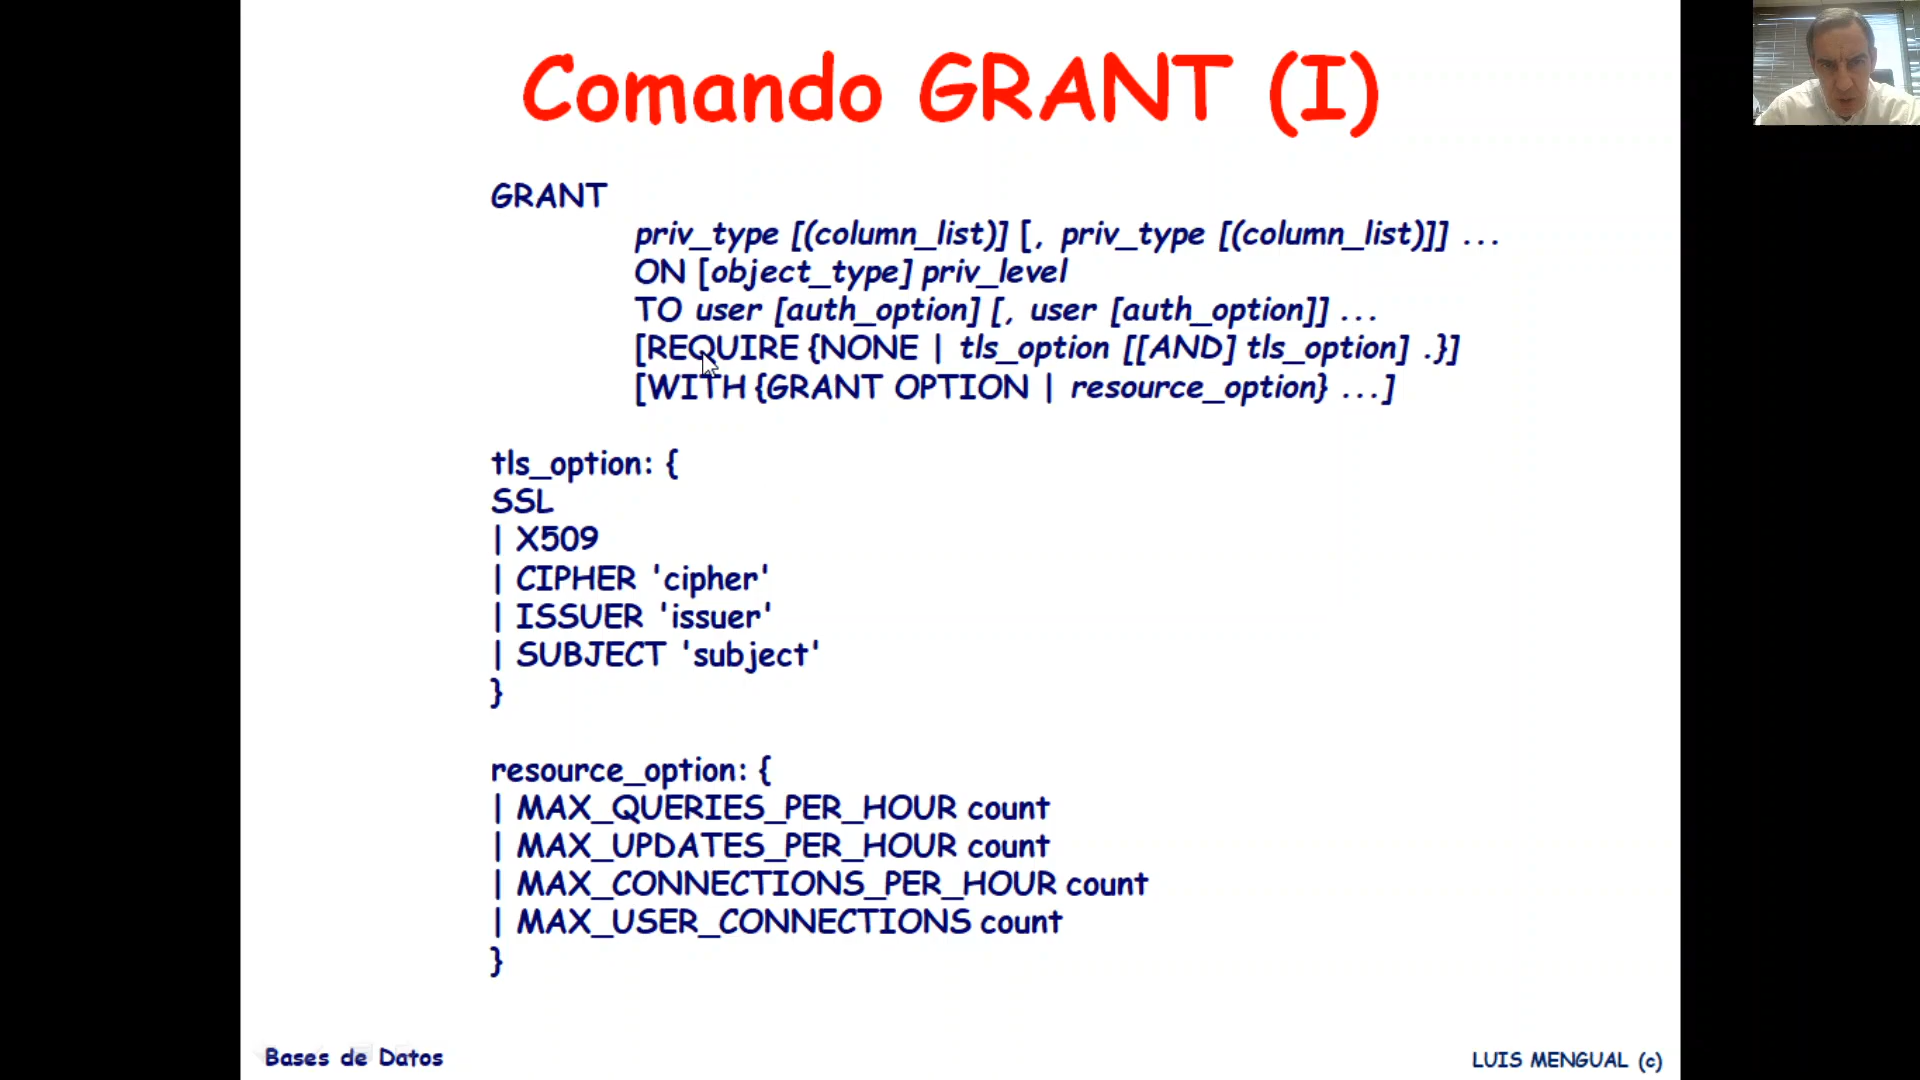 Comando GRANT (I)
GRANT
priv_type [(column_list)] [, priv_type [(column_list)]] ...
ON [object_type] priv_level
TO user [auth_option] [, user [auth_option]] ...
[REQUIRE {NONE | tls_option [[AND] tls_option] .}]
[WITH {GRANT OPTION | resource_option} ...]
tls_option: {
SSL
| X509
| CIPHER 'cipher'
| ISSUER 'issuer'
| SUBJECT 'subject'
}
resource_option: {
| MAX_QUERIES_PER_HOUR count
| MAX_UPDATES_PER_HOUR count
| MAX_CONNECTIONS_PER_HOUR count
| MAX_USER_CONNECTIONS count
}
Bases de Datos
LUIS MENGUAL (c)